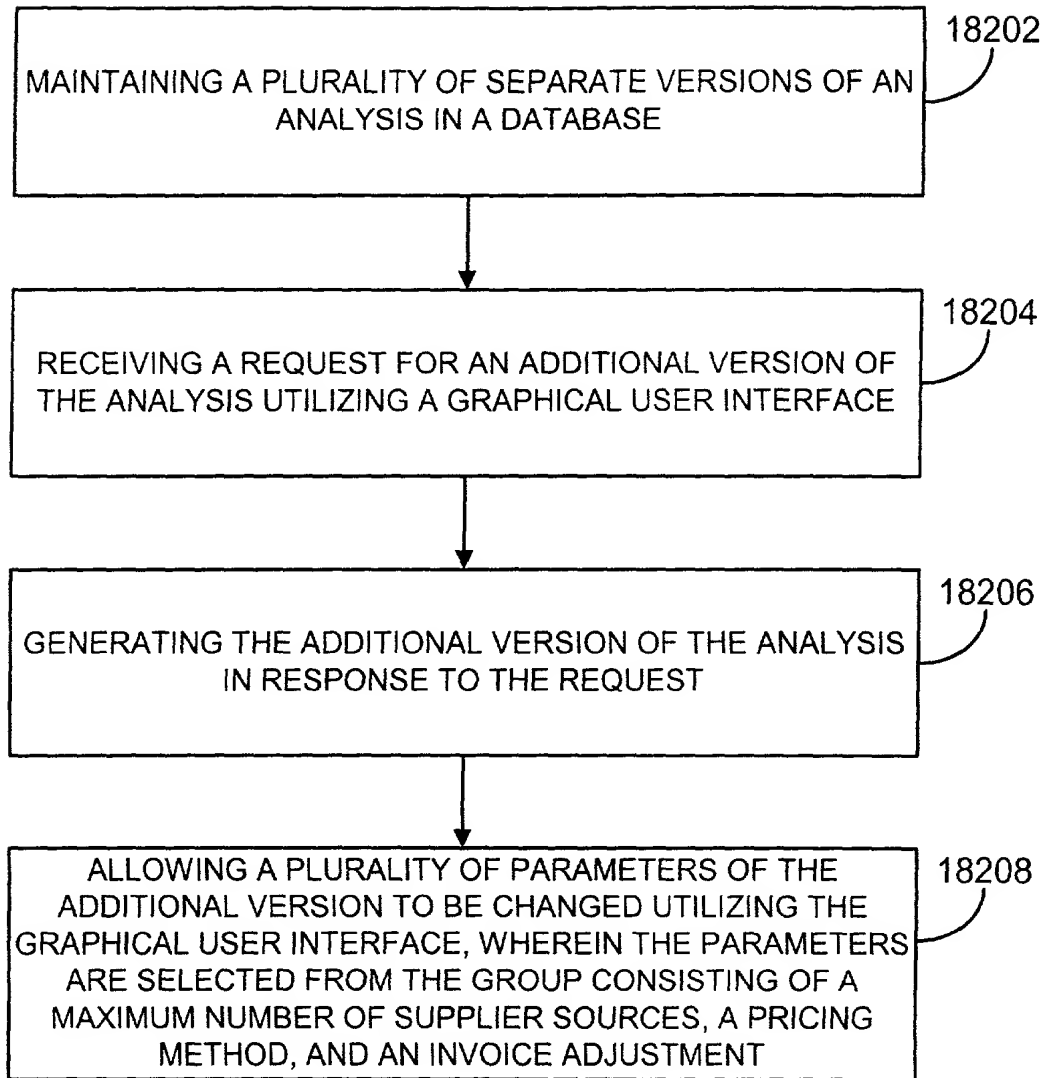 18202
MAINTAINING A PLURALITY OF SEPARATE VERSIONS OF AN
ANALYSIS IN A DATABASE
18204
RECEIVING A REQUEST FOR AN ADDITIONAL VERSION OF
THE ANALYSIS UTILIZING A GRAPHICAL USER INTERFACE
18206
GENERATING THE ADDITIONAL VERSION OF THE ANALYSIS
IN RESPONSE TO THE REQUEST
18208
ALLOWING A PLURALITY OF PARAMETERS OF THE
ADDITIONAL VERSION TO BE CHANGED UTILIZING THE
GRAPHICAL USER INTERFACE, WHEREIN THE PARAMETERS
ARE SELECTED FROM THE GROUP CONSISTING OF A
MAXIMUM NUMBER OF SUPPLIER SOURCES, A PRICING
METHOD, AND AN INVOICE ADJUSTMENT